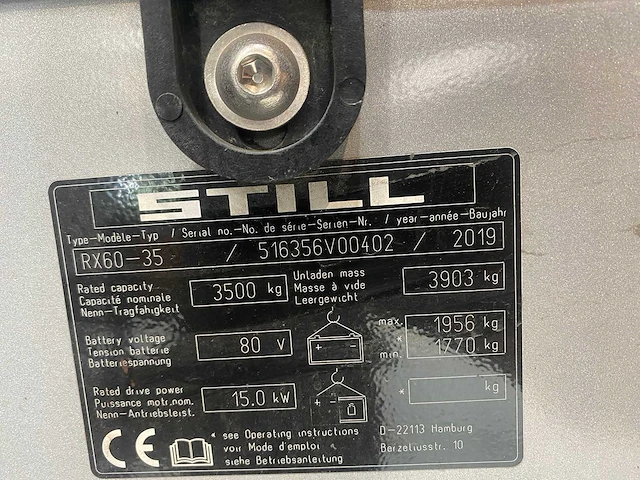 STILL
Type-Modèle-Typ / Serial no.-No. de série-Serien-Nr. / year-année-Baujahr
RX60-35 / 516356V00402 / 2019
Rated capacity
Capacité nominale
Nenn-Tragfähigkeit
3500 kg
Unladen mass
Masse à vide
Leergewicht
3903 kg
Battery voltage
Tension batterie
Batteriespannung
80 V
+ -
max. 1956 kg
*
min. 1770 kg
Rated drive power
Puissance motr.nom.
Nenn-Antriebsleist.
15.0 kW
+ -
* kg
CE
* see Operating instructions
voir Mode d'emploi
siehe Betriebsanleitung
D-22113 Hamburg
Berzeliusstr. 10